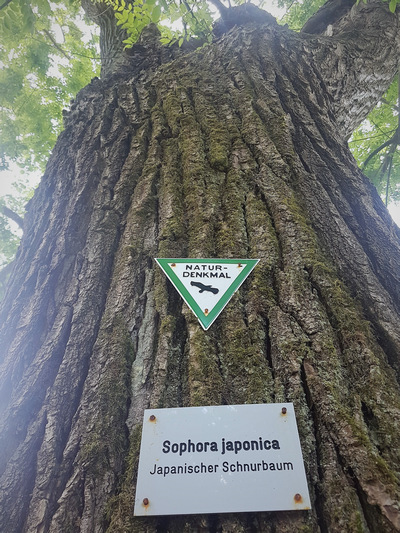 NATUR-
DENKMAL
Sophora japonica
Japanischer Schnurbaum